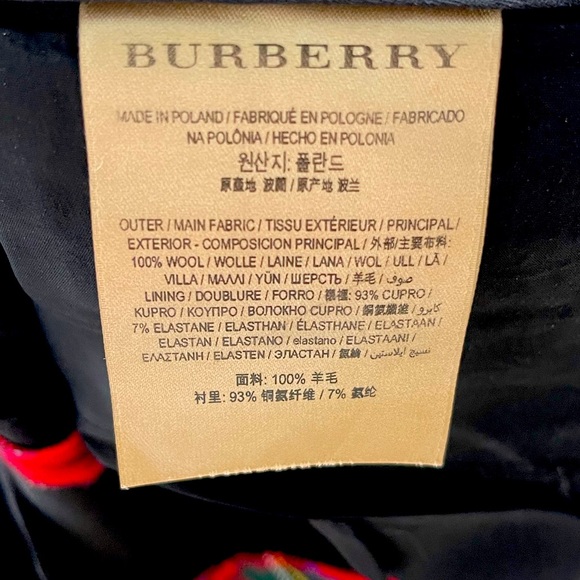 BURBERRY
MADE IN POLAND / FABRIQUÉ EN POLOGNE / FABRICADO
NA POLÔNIA / HECHO EN POLONIA
원산지: 폴란드
原產地 波蘭 / 原产地 波兰
OUTER / MAIN FABRIC / TISSU EXTÉRIEUR / PRINCIPAL /
EXTERIOR - COMPOSICION PRINCIPAL / 外部/主要布料:
100% WOOL / WOLLE / LAINE / LANA / WOL / ULL / LÃ /
VILLA / ΜΑΛΛΙ / YÜN / ШЕРСТЬ / 羊毛 / صوف
LINING / DOUBLURE / FORRO / 襯裡: 93% CUPRO /
KUPRO / ΚΟΥΠΡΟ / ВОЛОКНО CUPRO / 銅氨纖維 / كابرو /
7% ELASTANE / ELASTHAN / ÉLASTHANE / ELASTAAN /
ELASTAN / ELASTANO / elastano / ELASTAANI /
ΕΛΑΣΤΑΝΗ / ELASTEN / ЭЛАСТАН / 氨綸 / نسيج ايلاستين
面料: 100% 羊毛
衬里: 93% 铜氨纤维 / 7% 氨纶